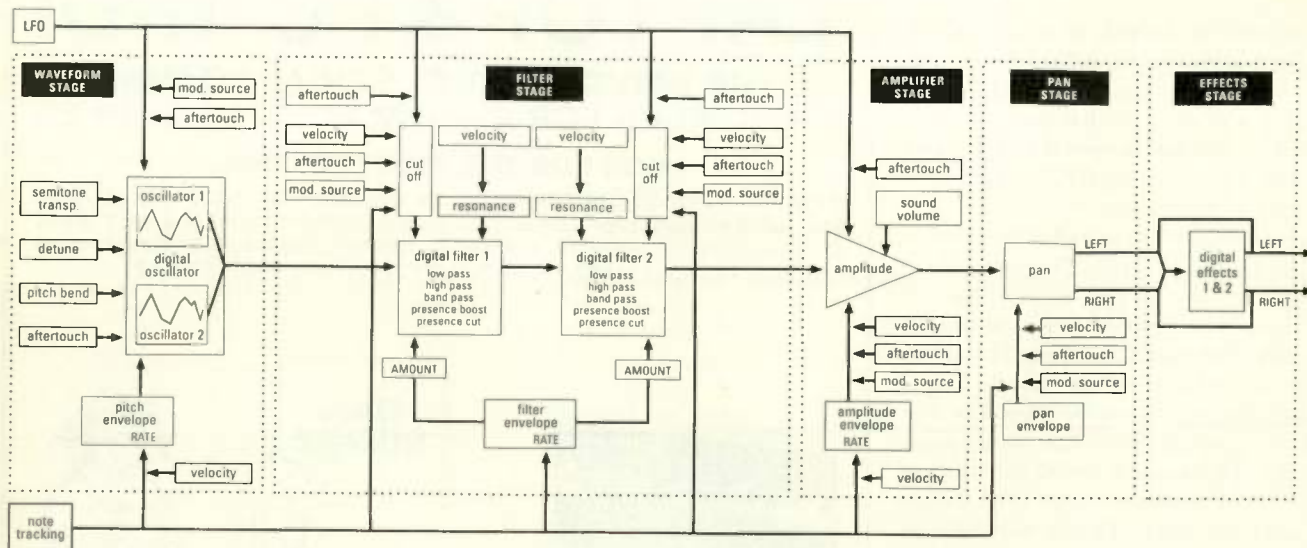 LFO
WAVEFORM
STAGE
mod. source
aftertouch
semitone
transp.
detune
pitch bend
aftertouch
oscillator 1
digital
oscillator
oscillator 2
pitch
envelope
RATE
velocity
note
tracking
FILTER
STAGE
aftertouch
velocity
aftertouch
mod. source
cut
off
velocity
resonance
velocity
resonance
cut
off
aftertouch
velocity
aftertouch
mod. source
digital filter 1
low pass
high pass
band pass
presence boost
presence cut
digital filter 2
low pass
high pass
band pass
presence boost
presence cut
AMOUNT
AMOUNT
filter
envelope
RATE
AMPLIFIER
STAGE
aftertouch
sound
volume
amplitude
velocity
aftertouch
mod. source
amplitude
envelope
RATE
velocity
PAN
STAGE
pan
LEFT
RIGHT
velocity
aftertouch
mod. source
pan
envelope
EFFECTS
STAGE
digital
effects
1 & 2
LEFT
RIGHT